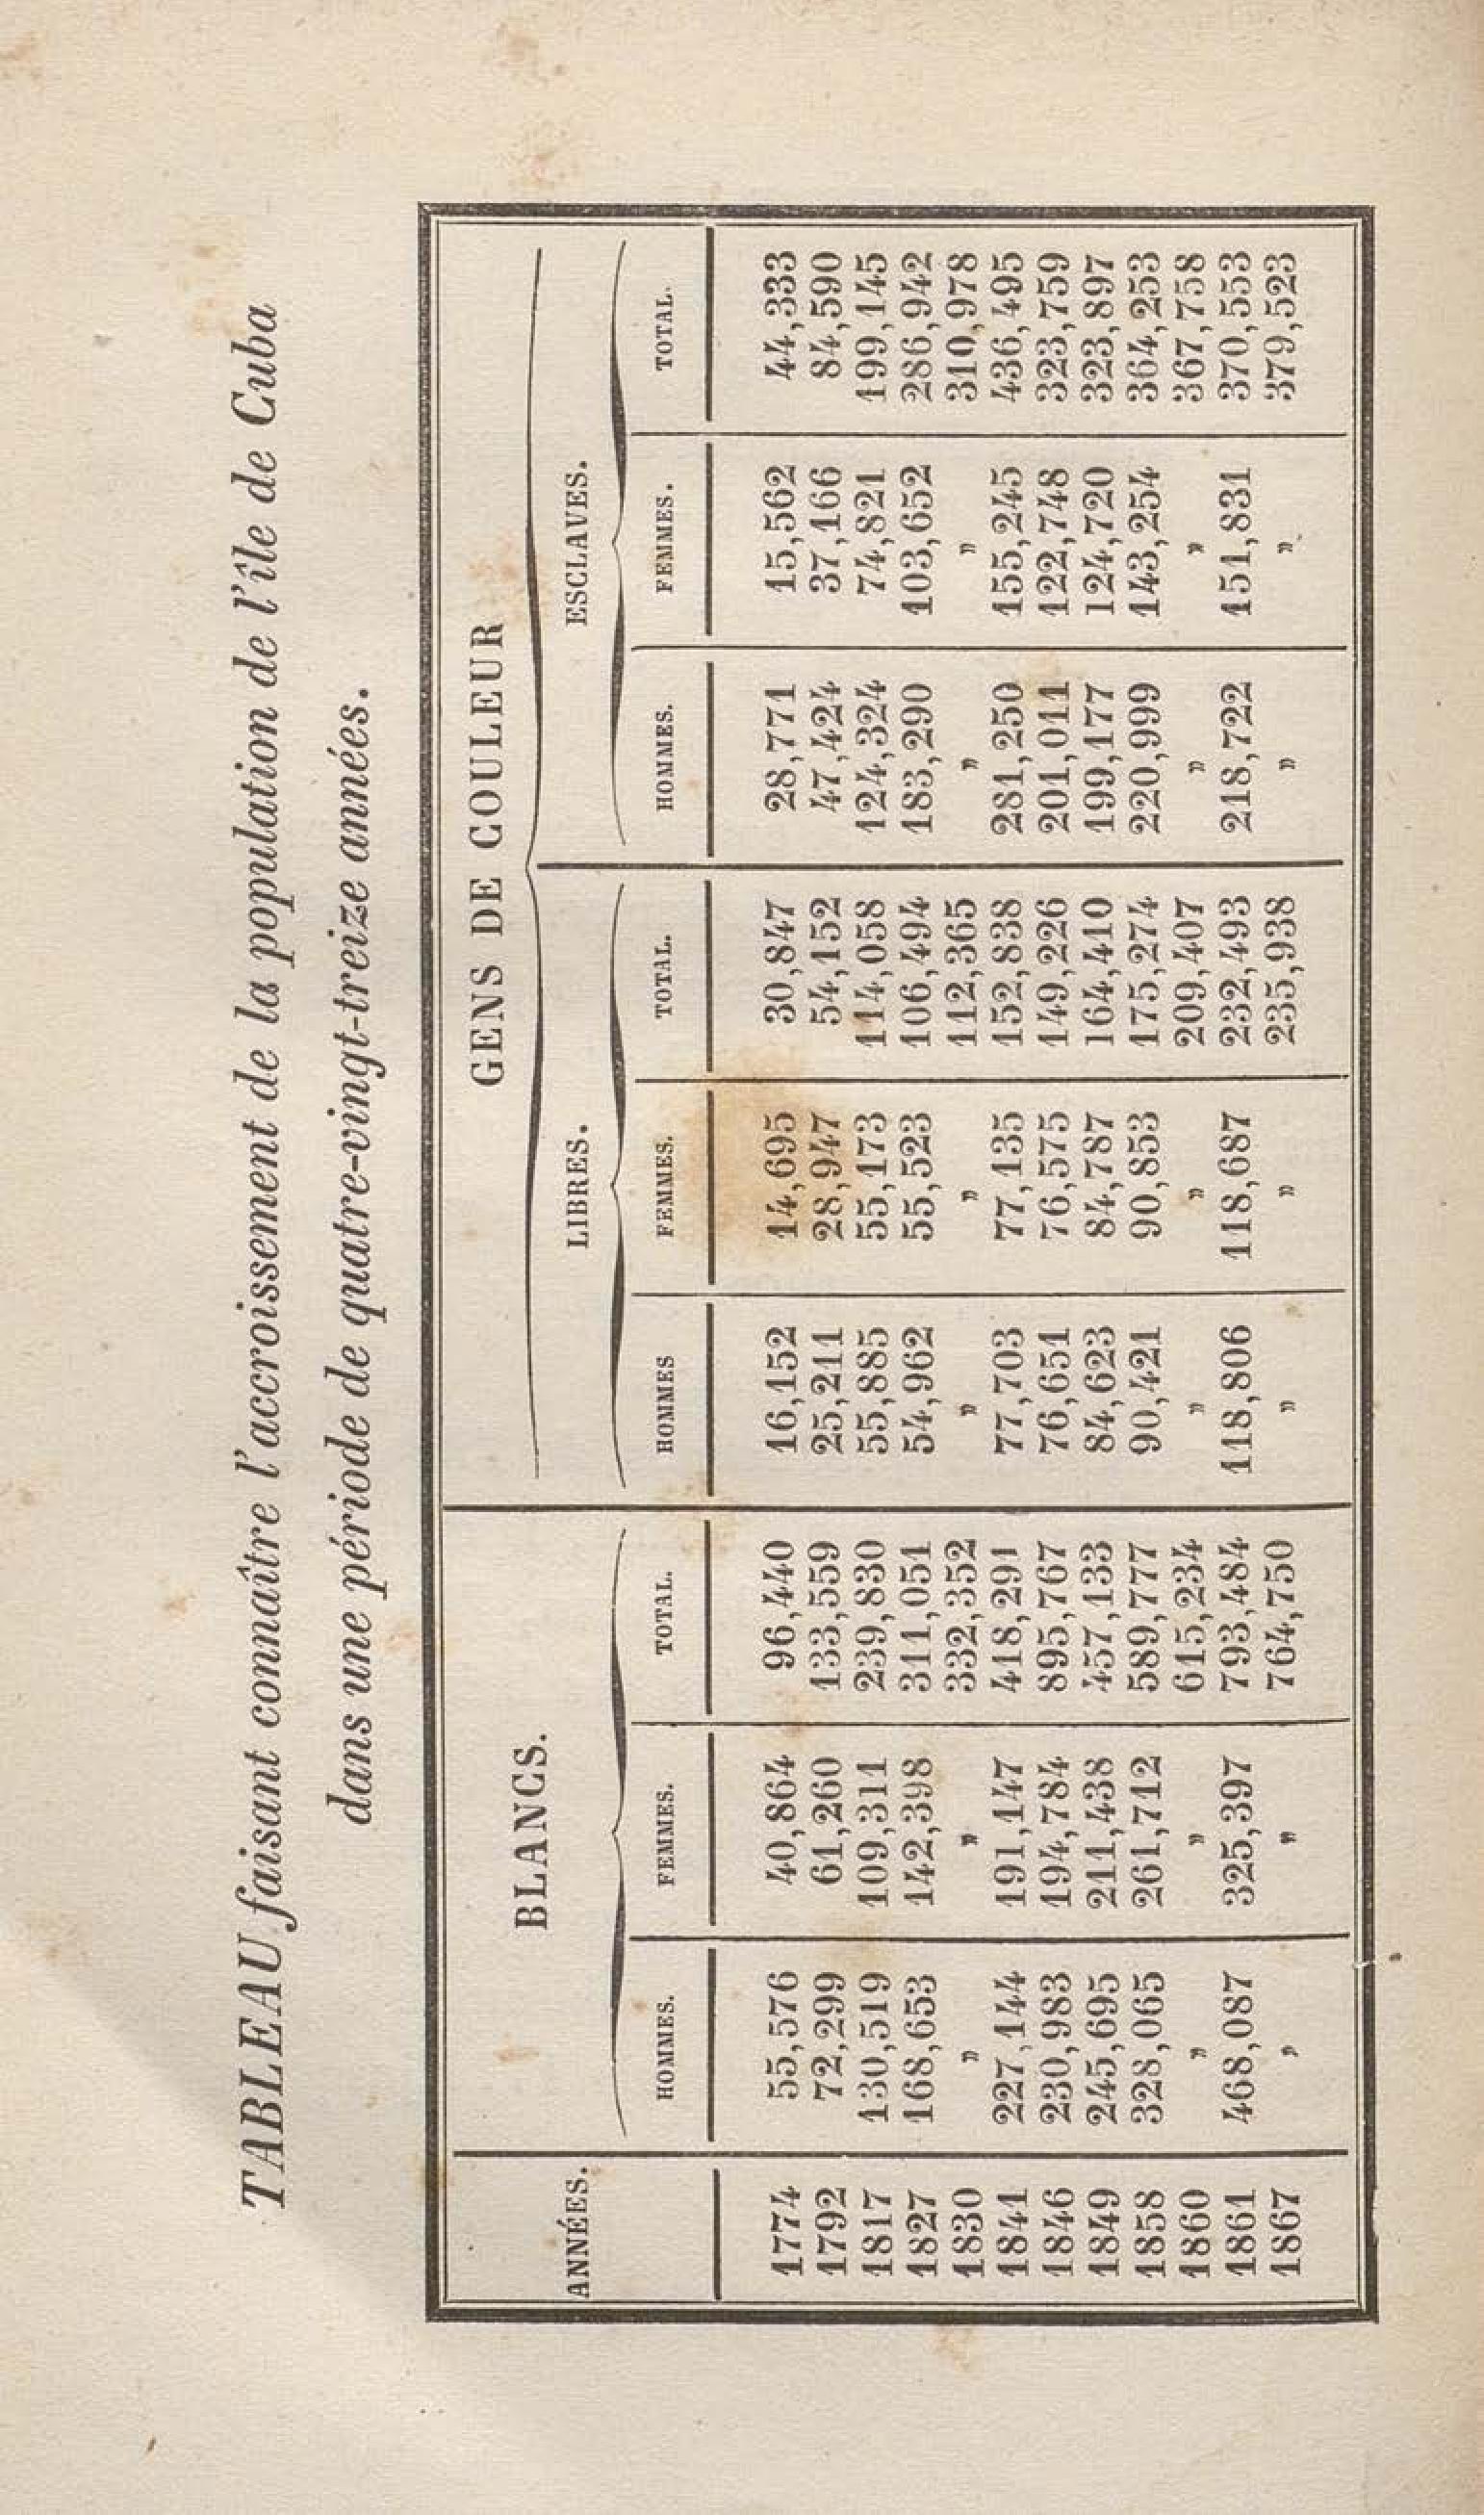 TABLEAU faisant connaître l'accroissement de la population de l'île de Cuba
dans une période de quatre-vingt-treize années.
ANNÉES. BLANCS. GENS DE COULEUR
LIBRES. ESCLAVES.
HOMMES. FEMMES. TOTAL. HOMMES FEMMES. TOTAL. HOMMES. FEMMES. TOTAL.
1774 55,576 40,864 96,440 16,152 14,695 30,847 28,771 15,562 44,333
1792 72,299 61,260 133,559 25,211 28,947 54,152 47,424 37,166 84,590
1817 130,519 109,311 239,830 55,885 55,173 114,058 124,324 74,821 199,145
1827 168,653 142,398 311,051 54,962 55,523 106,494 183,290 103,652 286,942
1830 » » 332,352 » » 112,365 » » 310,978
1841 227,144 191,147 418,291 77,703 77,135 152,838 281,250 155,245 436,495
1846 230,983 194,784 895,767 76,651 76,575 149,226 201,011 122,748 323,759
1849 245,695 211,438 457,133 84,623 84,787 164,410 199,177 124,720 323,897
1858 328,065 261,712 589,777 90,421 90,853 175,274 220,999 143,254 364,253
1860 » » 615,234 » » 209,407 » » 367,758
1861 468,087 325,397 793,484 118,806 118,687 232,493 218,722 151,831 370,553
1867 » » 764,750 » » 235,938 » » 379,523